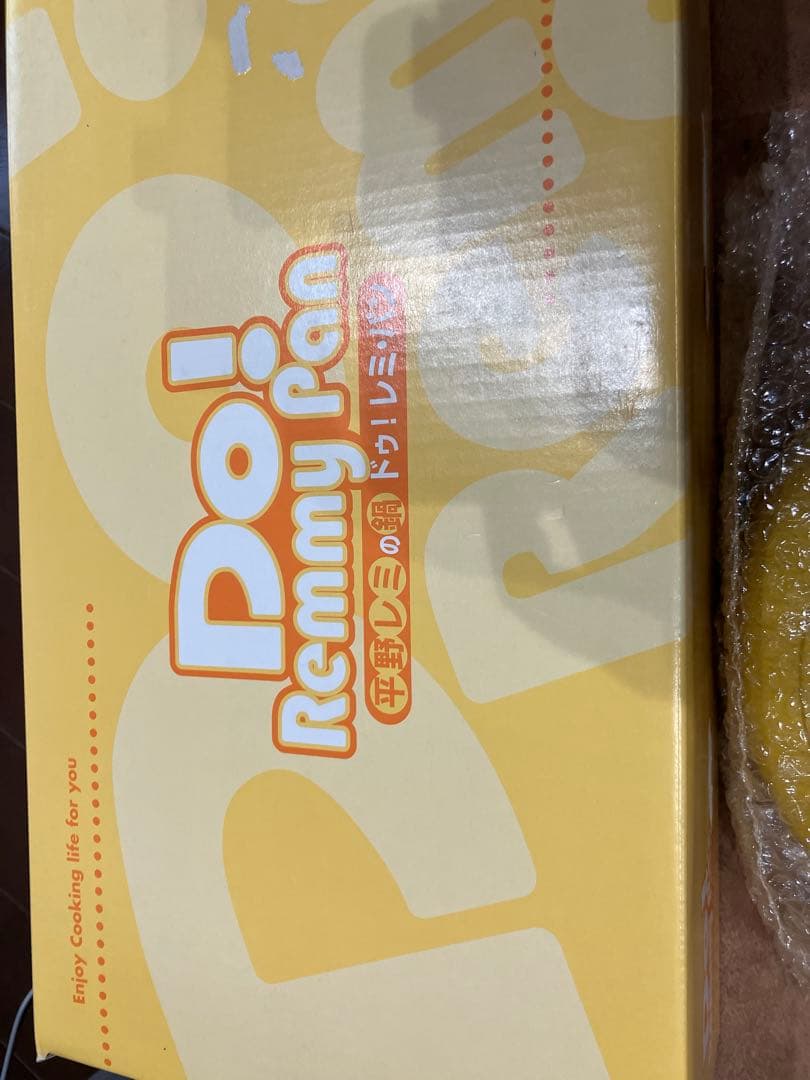 Do!
Remmy Pan
平野レミの鍋 ドゥ！レミ・パン
Enjoy Cooking life for you